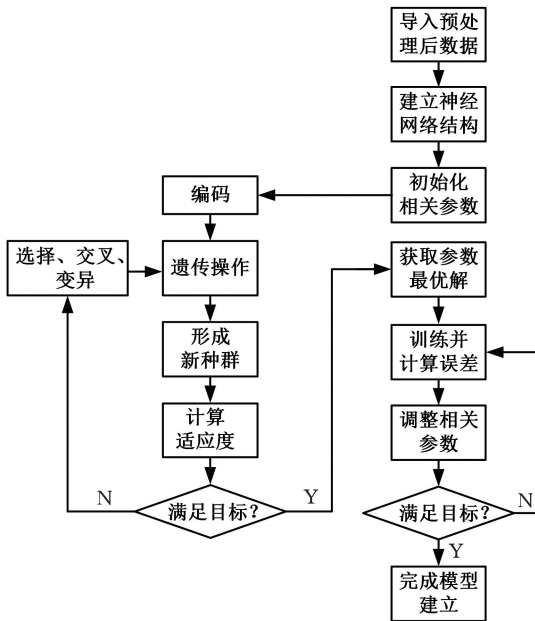 导入预处
理后数据
建立神经
网络结构
初始化
相关参数
编码
选择、交叉、
变异
遗传操作
形成
新种群
计算
适应度
满足目标?
N
Y
获取参数
最优解
训练并
计算误差
调整相关
参数
满足目标?
N
Y
完成模型
建立